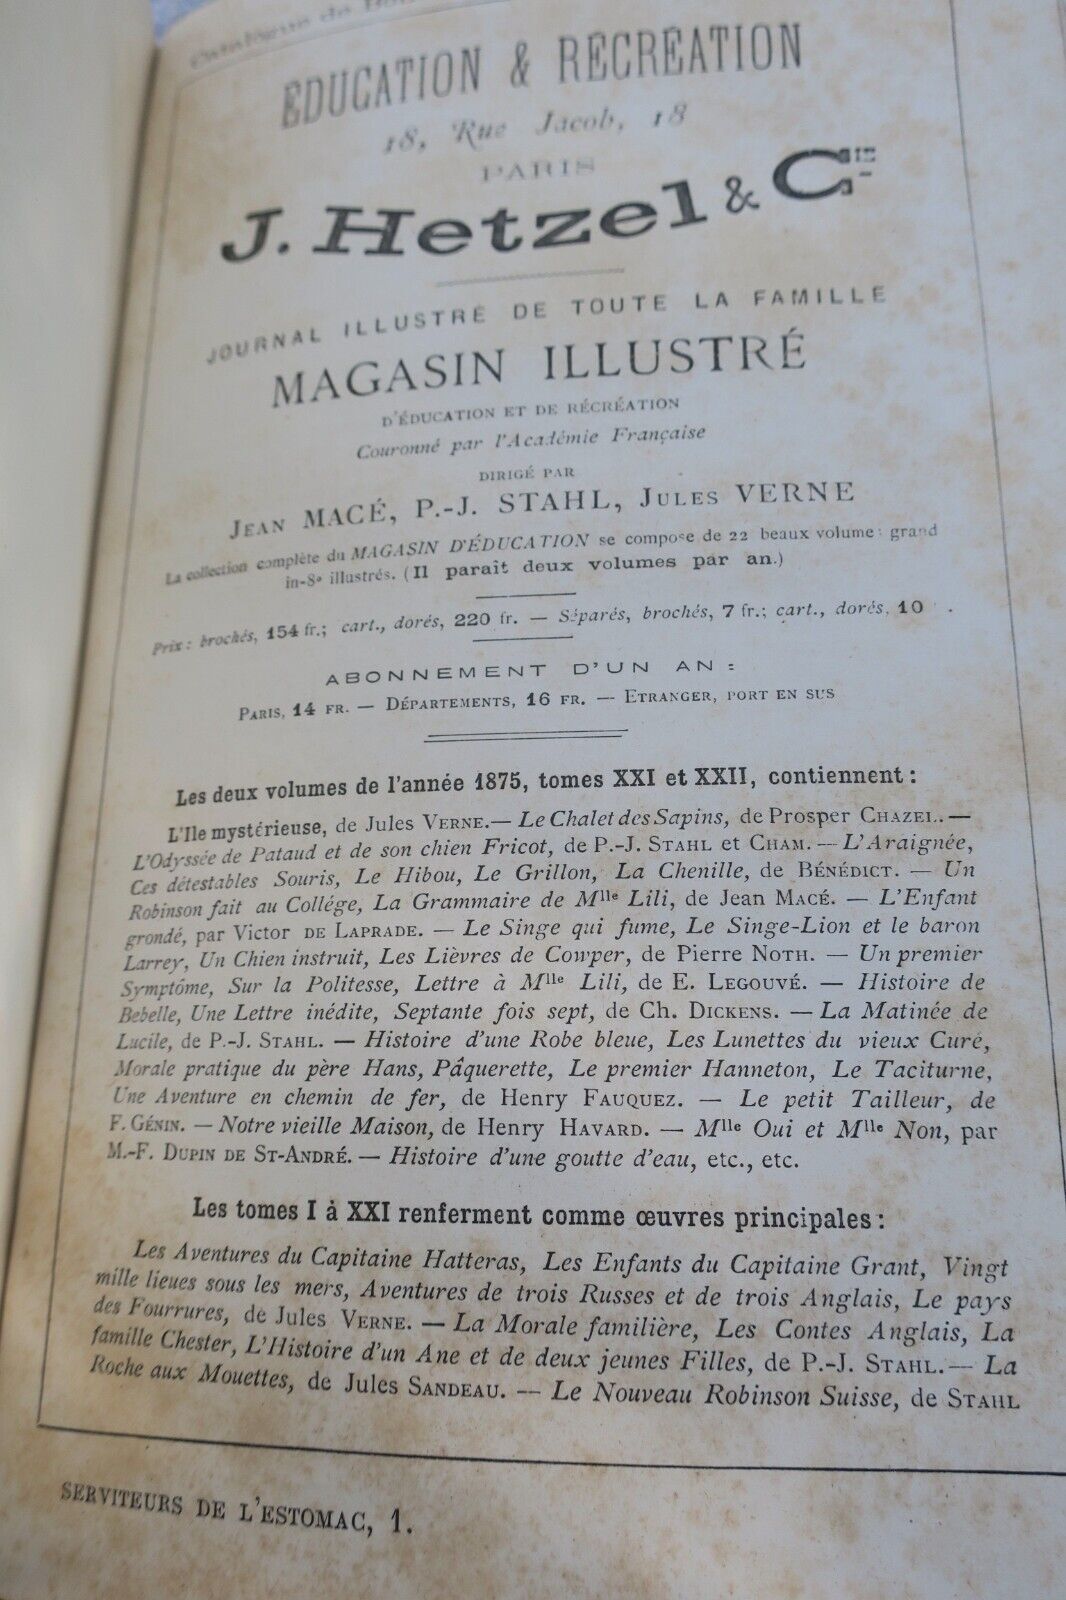 Catalogue de
EDUCATION & RECREATION
18, Rue Jacob, 18
PARIS
J. Hetzel & Cie
JOURNAL ILLUSTRÉ DE TOUTE LA FAMILLE
MAGASIN ILLUSTRÉ
D'ÉDUCATION ET DE RÉCRÉATION
Couronné par l'Académie Française
DIRIGÉ PAR
JEAN MACÉ, P.-J. STAHL, JULES VERNE
La collection complète du MAGASIN D'ÉDUCATION se compose de 22 beaux volumes grand
in-8º illustrés. (Il paraît deux volumes par an.)
Prix : brochés, 154 fr.; cart., dorés, 220 fr. — Séparés, brochés, 7 fr.; cart., dorés, 10
ABONNEMENT D'UN AN :
PARIS, 14 FR. — DÉPARTEMENTS, 16 FR. — ETRANGER, PORT EN SUS
Les deux volumes de l'année 1875, tomes XXI et XXII, contiennent :
L'Ile mystérieuse, de Jules VERNE. — Le Chalet des Sapins, de Prosper CHAZEL. —
L'Odyssée de Pataud et de son chien Fricot, de P.-J. STAHL et CHAM. — L'Araignée,
Ces détestables Souris, Le Hibou, Le Grillon, La Chenille, de BÉNÉDICT. — Un
Robinson fait au Collége, La Grammaire de Mlle Lili, de Jean MACÉ. — L'Enfant
grondé, par Victor DE LAPRADE. — Le Singe qui fume, Le Singe-Lion et le baron
Larrey, Un Chien instruit, Les Lièvres de Cowper, de Pierre NOTH. — Un premier
Symptôme, Sur la Politesse, Lettre à Mlle Lili, de E. LEGOUVÉ. — Histoire de
Bebelle, Une Lettre inédite, Septante fois sept, de Ch. DICKENS. — La Matinée de
Lucile, de P.-J. STAHL. — Histoire d'une Robe bleue, Les Lunettes du vieux Curé,
Morale pratique du père Hans, Pâquerette, Le premier Hanneton, Le Taciturne,
Une Aventure en chemin de fer, de Henry FAUQUEZ. — Le petit Tailleur, de
F. GÉNIN. — Notre vieille Maison, de Henry HAVARD. — Mlle Oui et Mlle Non, par
M.-F. DUPIN DE ST-ANDRÉ. — Histoire d'une goutte d'eau, etc., etc.
Les tomes I à XXI renferment comme œuvres principales :
Les Aventures du Capitaine Hatteras, Les Enfants du Capitaine Grant, Vingt
mille lieues sous les mers, Aventures de trois Russes et de trois Anglais, Le pays
des Fourrures, de Jules VERNE. — La Morale familière, Les Contes Anglais, La
famille Chester, L'Histoire d'un Ane et de deux jeunes Filles, de P.-J. STAHL. — La
Roche aux Mouettes, de Jules SANDEAU. — Le Nouveau Robinson Suisse, de STAHL
SERVITEURS DE L'ESTOMAC, 1.